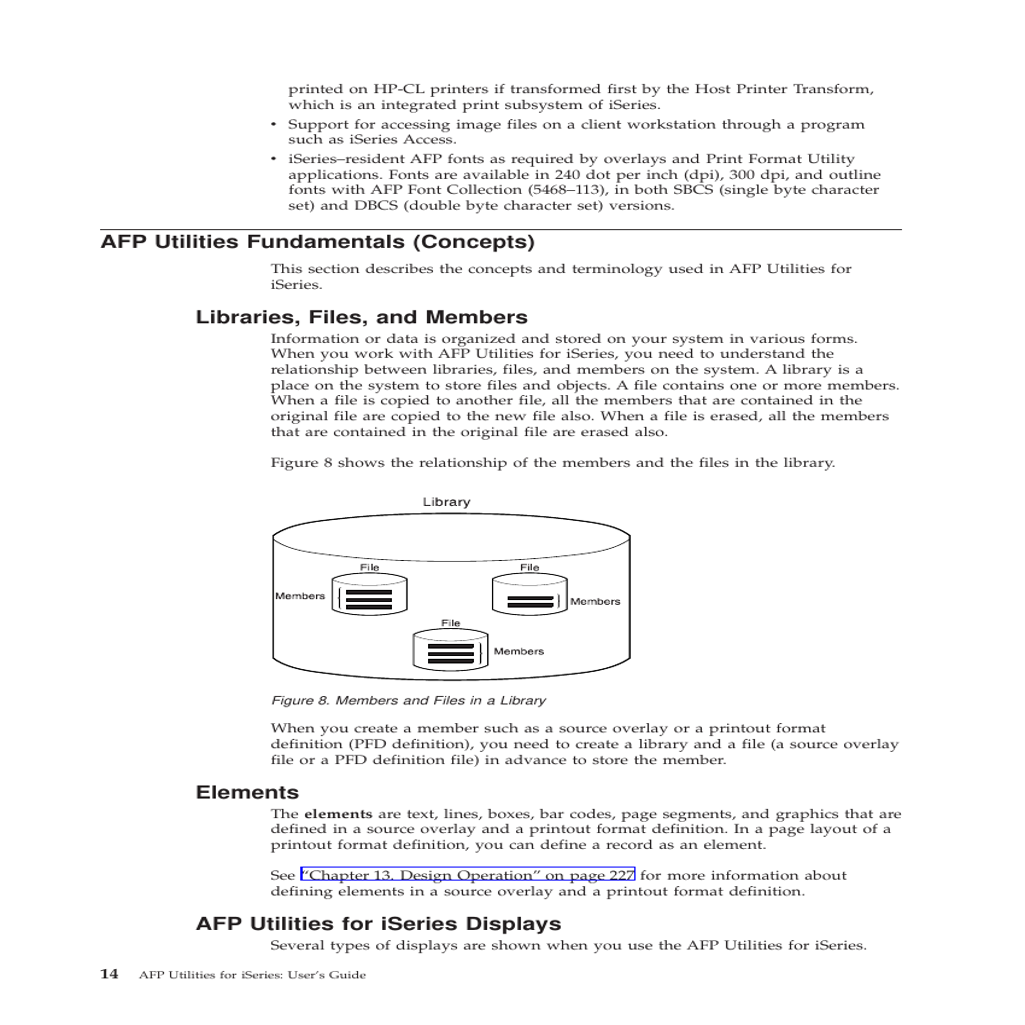 printed on HP-CL printers if transformed first by the Host Printer Transform,
which is an integrated print subsystem of iSeries.
• Support for accessing image files on a client workstation through a program
such as iSeries Access.
• iSeries–resident AFP fonts as required by overlays and Print Format Utility
applications. Fonts are available in 240 dot per inch (dpi), 300 dpi, and outline
fonts with AFP Font Collection (5468–113), in both SBCS (single byte character
set) and DBCS (double byte character set) versions.
AFP Utilities Fundamentals (Concepts)
This section describes the concepts and terminology used in AFP Utilities for
iSeries.
Libraries, Files, and Members
Information or data is organized and stored on your system in various forms.
When you work with AFP Utilities for iSeries, you need to understand the
relationship between libraries, files, and members on the system. A library is a
place on the system to store files and objects. A file contains one or more members.
When a file is copied to another file, all the members that are contained in the
original file are copied to the new file also. When a file is erased, all the members
that are contained in the original file are erased also.
Figure 8 shows the relationship of the members and the files in the library.
Library
File
File
Members
Members
File
Members
Figure 8. Members and Files in a Library
When you create a member such as a source overlay or a printout format
definition (PFD definition), you need to create a library and a file (a source overlay
file or a PFD definition file) in advance to store the member.
Elements
The elements are text, lines, boxes, bar codes, page segments, and graphics that are
defined in a source overlay and a printout format definition. In a page layout of a
printout format definition, you can define a record as an element.
See “Chapter 13. Design Operation” on page 227 for more information about
defining elements in a source overlay and a printout format definition.
AFP Utilities for iSeries Displays
Several types of displays are shown when you use the AFP Utilities for iSeries.
14 AFP Utilities for iSeries: User’s Guide